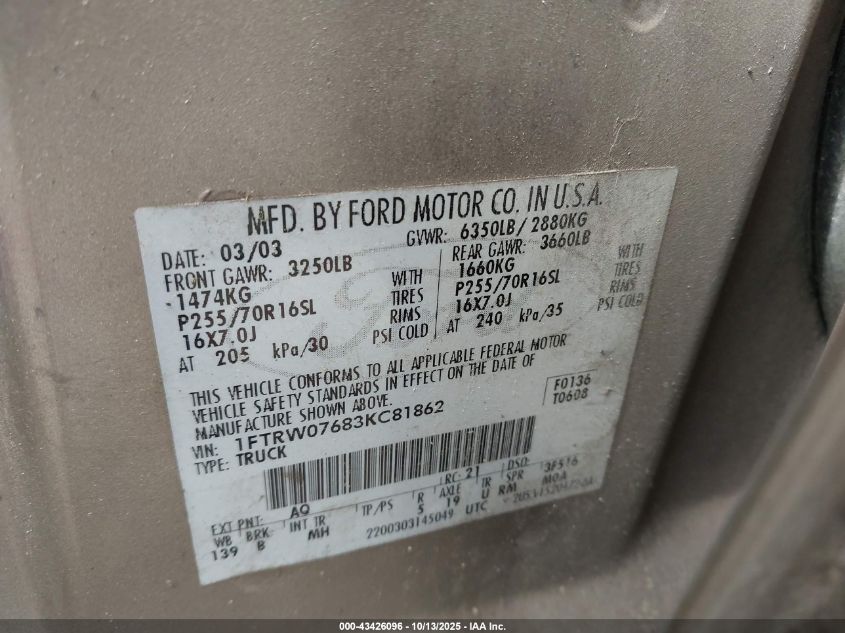 MFD. BY FORD MOTOR CO. IN U.S.A.
DATE: 03/03 GVWR: 6350LB/ 2880KG
FRONT GAWR: 3250LB REAR GAWR: 3660LB
1474KG WITH 1660KG WITH
P255/70R16SL TIRES P255/70R16SL TIRES
16X7.0J RIMS 16X7.0J RIMS
AT 205 kPa/30 PSI COLD AT 240 kPa/35 PSI COLD
THIS VEHICLE CONFORMS TO ALL APPLICABLE FEDERAL MOTOR
VEHICLE SAFETY STANDARDS IN EFFECT ON THE DATE OF
MANUFACTURE SHOWN ABOVE.
F0136
T0608
VIN: 1FTRW07683KC81862
TYPE: TRUCK
RC: 21 DSO: 3F516
EXT PNT: AQ
WB BRK: INT TR TP/PS R AXLE TR SPR MOA
139 B MH 5 19 U RM
2200303145049 UTC
000-43426096 - 10/13/2025 - IAA Inc.